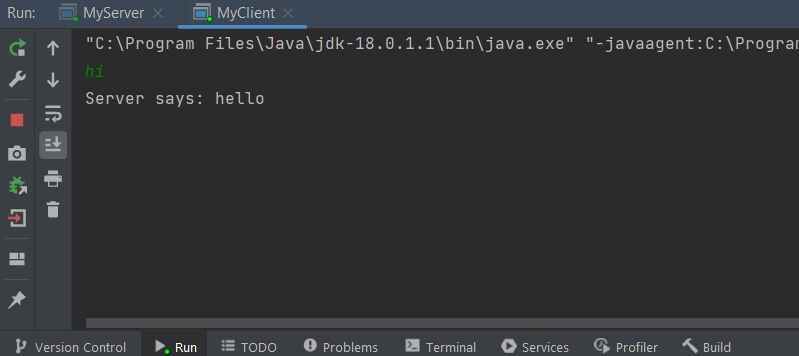 Run: MyServer MyClient
"C:\Program Files\Java\jdk-18.0.1.1\bin\java.exe" "-javaagent:C:\Program
hi
Server says: hello
Version Control Run TODO Problems Terminal Services Profiler Build